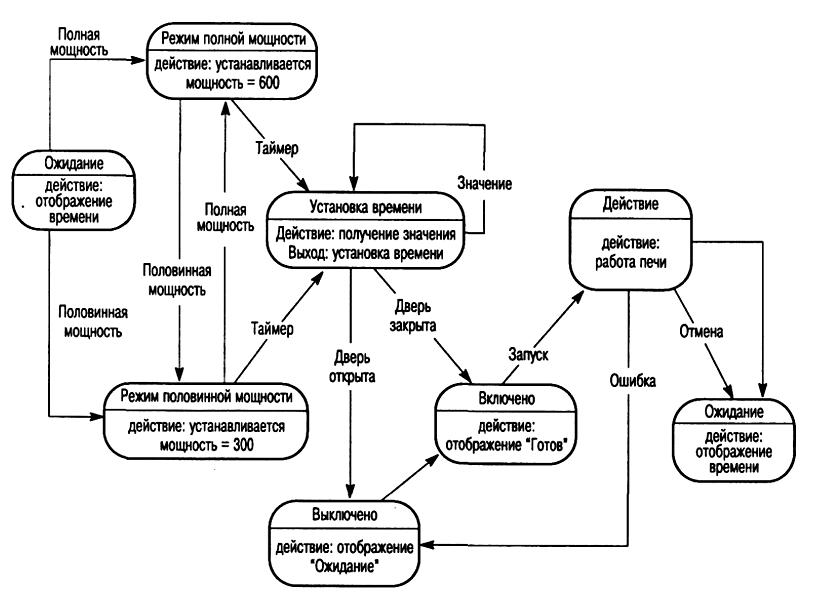 Полная
мощность
Режим полной мощности
действие: устанавливается
мощность = 600
Ожидание
действие:
отображение
времени
Таймер
Значение
Полная
мощность
Установка времени
Действие: получение значения
Выход: установка времени
Действие
действие:
работа печи
Половинная
мощность
Половинная
мощность
Таймер
Дверь
закрыта
Дверь
открыта
Запуск
Отмена
Ошибка
Режим половинной мощности
действие: устанавливается
мощность = 300
Включено
действие:
отображение "Готов"
Ожидание
действие:
отображение
времени
Выключено
действие: отображение
"Ожидание"